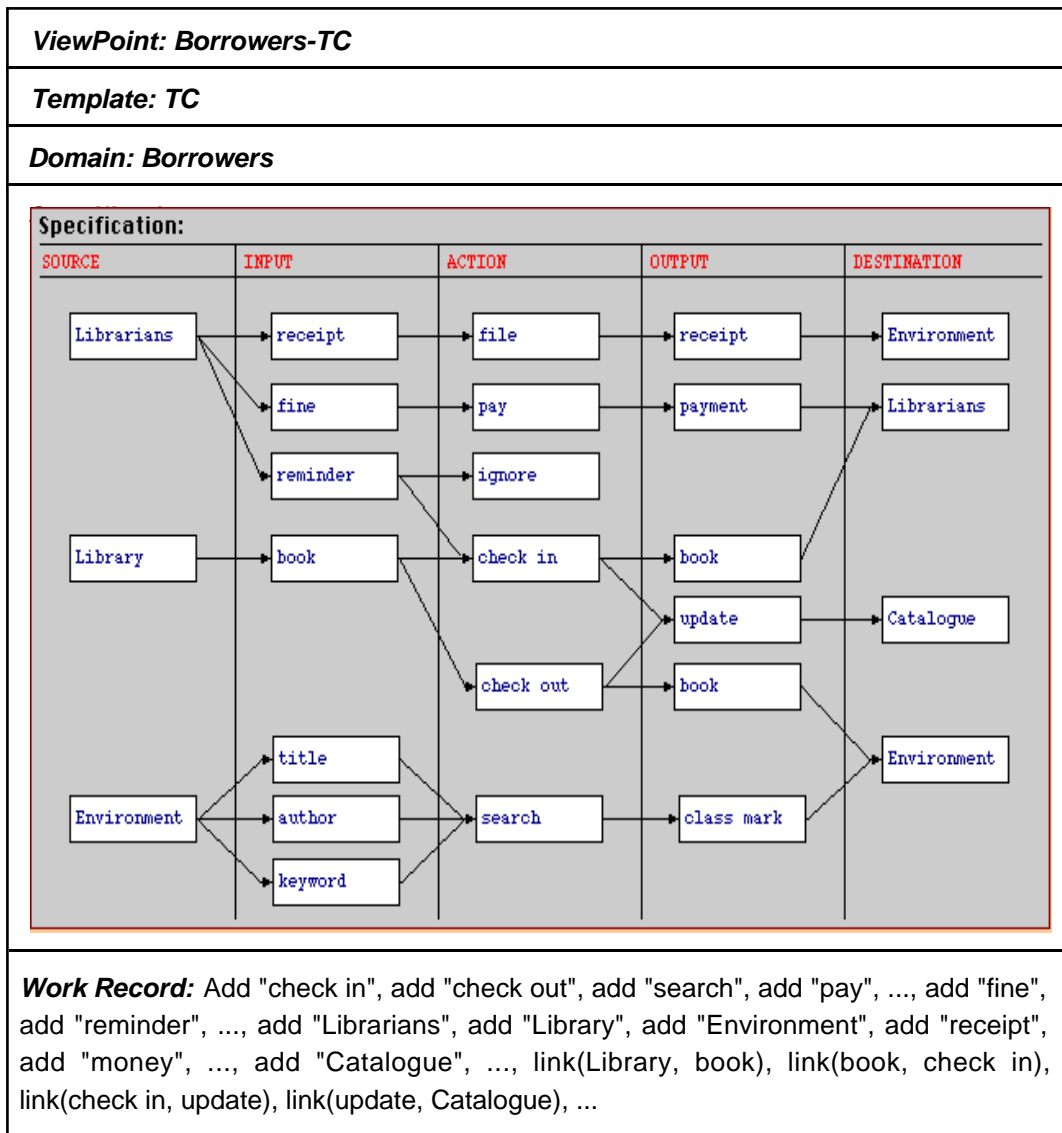 ViewPoint: Borrowers-TC
Template: TC
Domain: Borrowers
Specification:
SOURCE INPUT ACTION OUTPUT DESTINATION
Librarians receipt file receipt Environment
fine pay payment Librarians
reminder ignore
Library book check in book
update Catalogue
check out book
title Environment
Environment author search class mark
keyword
Work Record: Add "check in", add "check out", add "search", add "pay", ..., add "fine",
add "reminder", ..., add "Librarians", add "Library", add "Environment", add "receipt",
add "money", ..., add "Catalogue", ..., link(Library, book), link(book, check in),
link(check in, update), link(update, Catalogue), ...